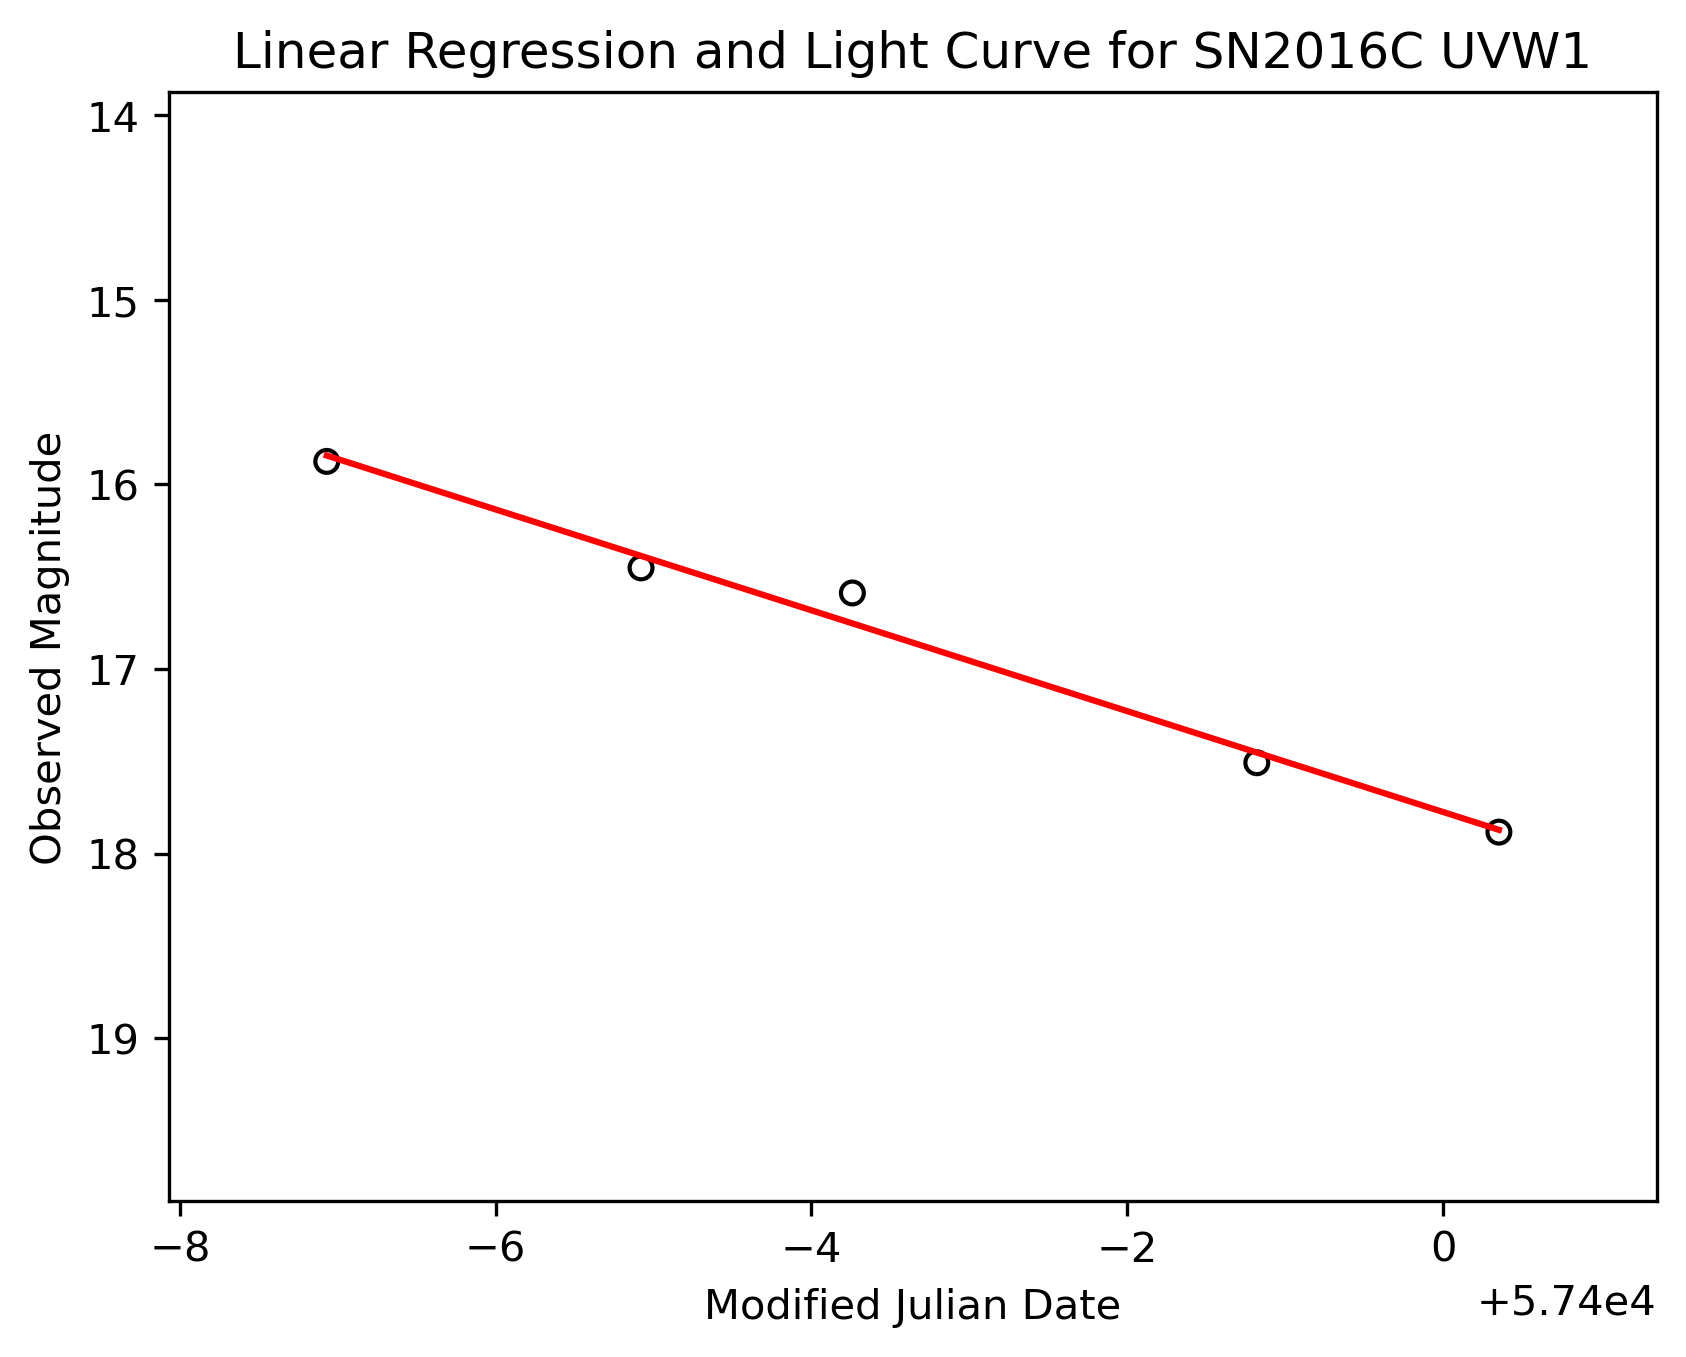 Linear Regression and Light Curve for SN2016C UVW1
14
15
16
17
18
19
Observed Magnitude
−8 −6 −4 −2 0
Modified Julian Date
+5.74e4